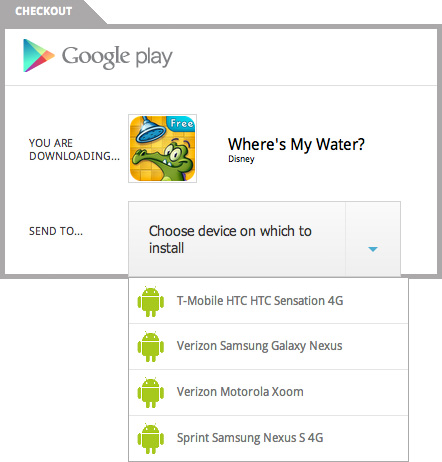 CHECKOUT
Google play
YOU ARE
DOWNLOADING...
Free
Where's My Water?
Disney
SEND TO...
Choose device on which to
install
T-Mobile HTC HTC Sensation 4G
Verizon Samsung Galaxy Nexus
Verizon Motorola Xoom
Sprint Samsung Nexus S 4G